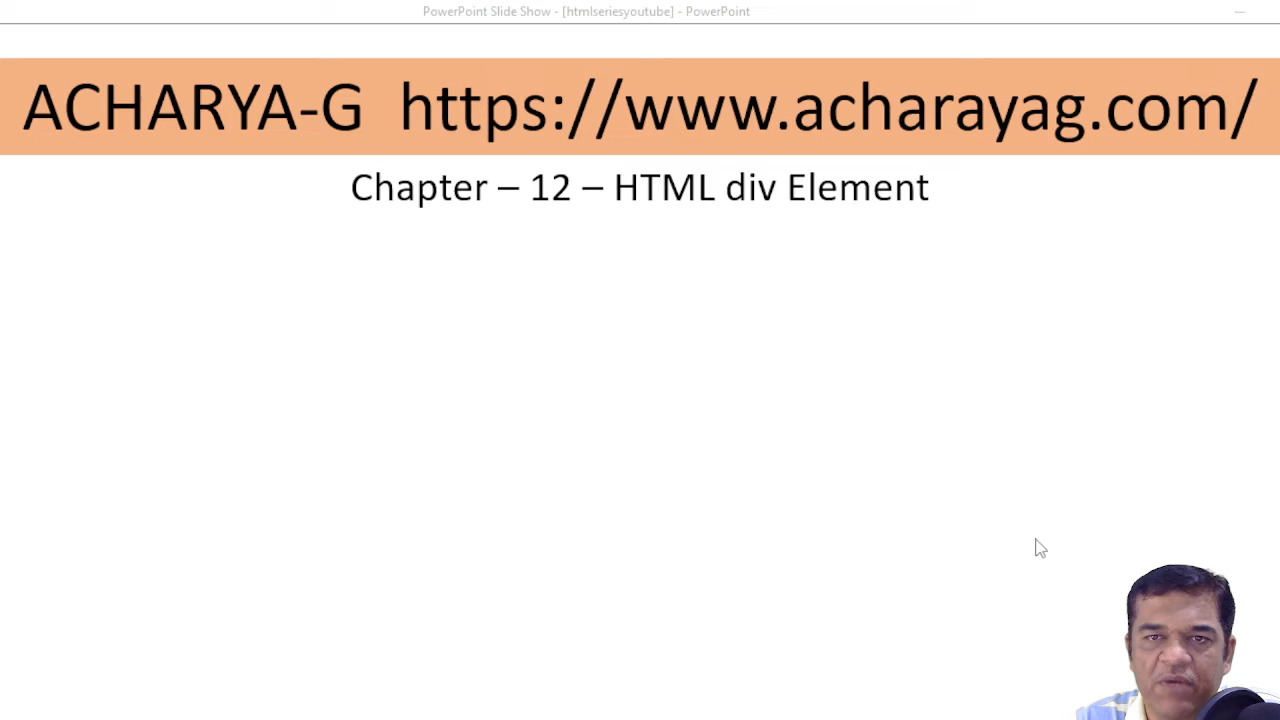 PowerPoint Slide Show - [htmlseriesyoutube] - PowerPoint
ACHARYA-G https://www.acharayag.com/
Chapter – 12 – HTML div Element